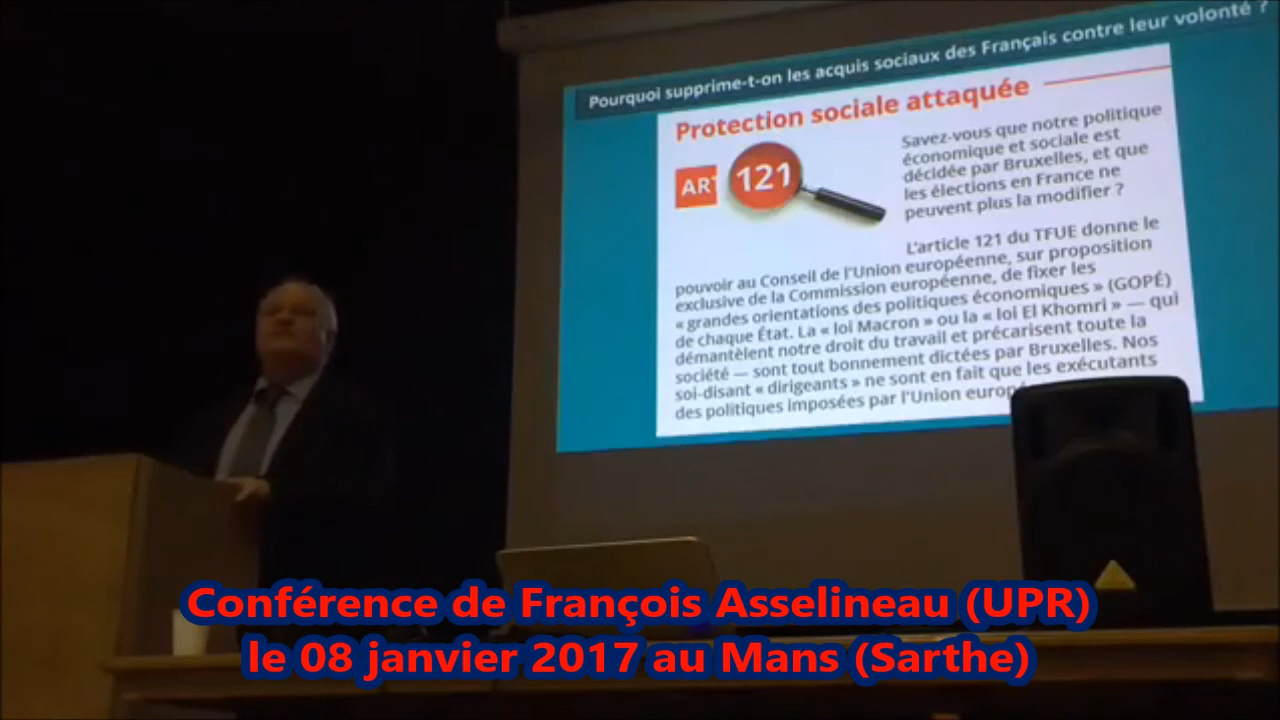 Pourquoi supprime-t-on les acquis sociaux des Français contre leur volonté ?
Protection sociale attaquée
ART 121
Savez-vous que notre politique
économique et sociale est
décidée par Bruxelles, et que
les élections en France ne
peuvent plus la modifier ?
L'article 121 du TFUE donne le
pouvoir au Conseil de l'Union européenne, sur proposition
exclusive de la Commission européenne, de fixer les
« grandes orientations des politiques économiques » (GOPÉ)
de chaque État. La « loi Macron » ou la « loi El Khomri » — qui
démantèlent notre droit du travail et précarisent toute la
société — sont tout bonnement dictées par Bruxelles. Nos
soi-disant « dirigeants » ne sont en fait que les exécutants
des politiques imposées par l'Union
Conférence de François Asselineau (UPR)
le 08 janvier 2017 au Mans (Sarthe)